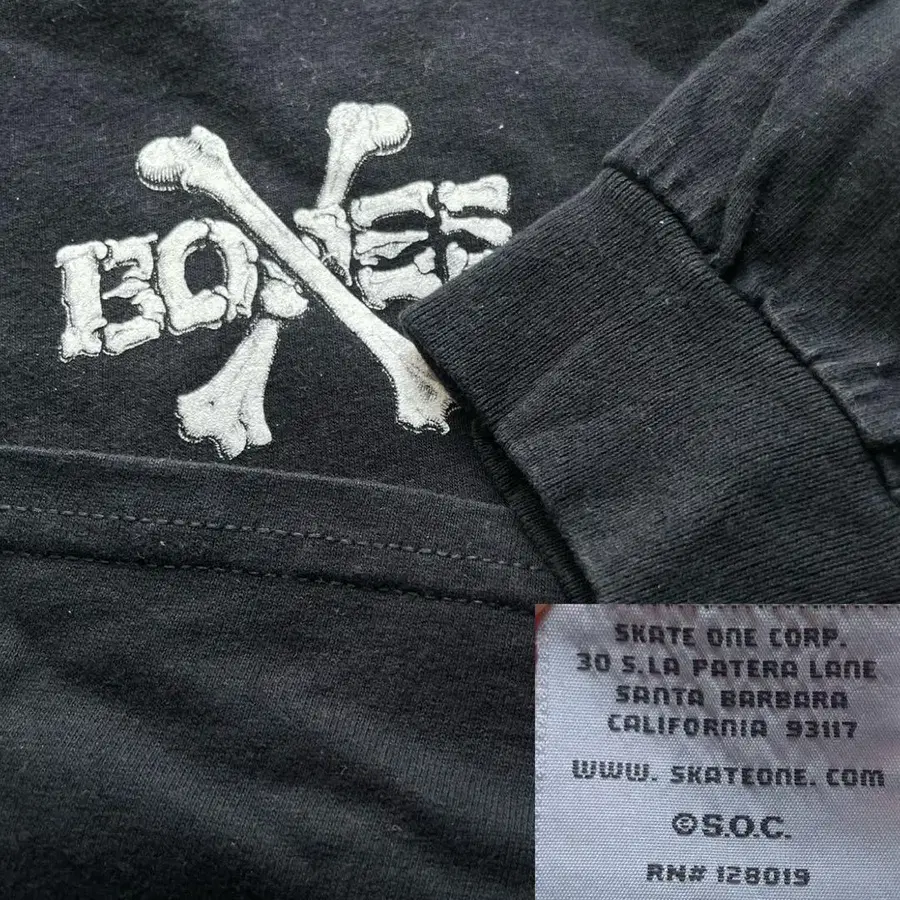 BONES
SKATE ONE CORP.
30 S.LA PATERA LANE
SANTA BARBARA
CALIFORNIA 93117
WWW. SKATEONE. COM
©S.O.C.
RN# 128019